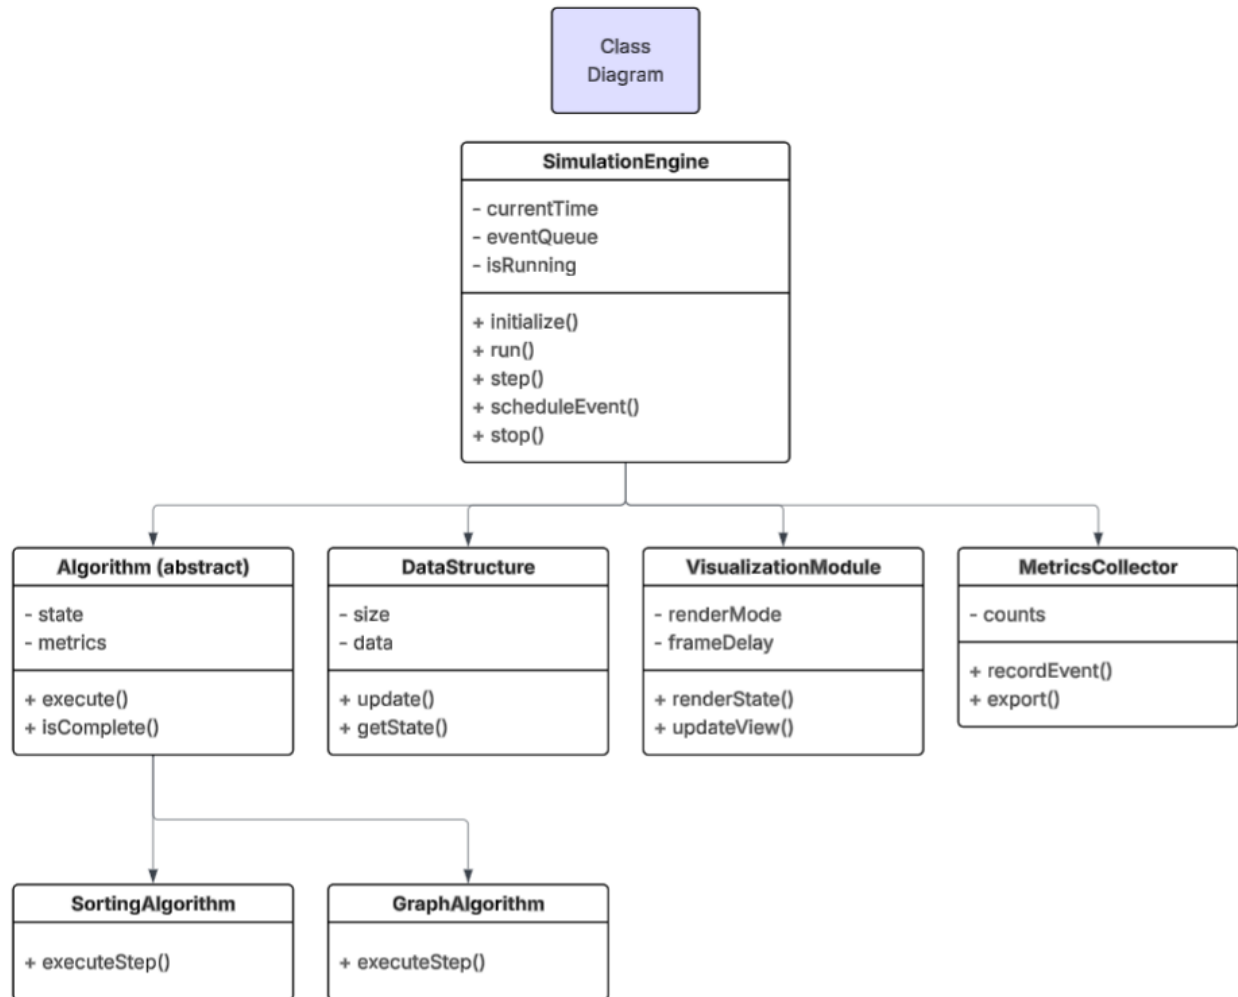 Class
Diagram
SimulationEngine
- currentTime
- eventQueue
- isRunning
+ initialize()
+ run()
+ step()
+ scheduleEvent()
+ stop()
Algorithm (abstract)
- state
- metrics
+ execute()
+ isComplete()
DataStructure
- size
- data
+ update()
+ getState()
VisualizationModule
- renderMode
- frameDelay
+ renderState()
+ updateView()
MetricsCollector
- counts
+ recordEvent()
+ export()
SortingAlgorithm
+ executeStep()
GraphAlgorithm
+ executeStep()